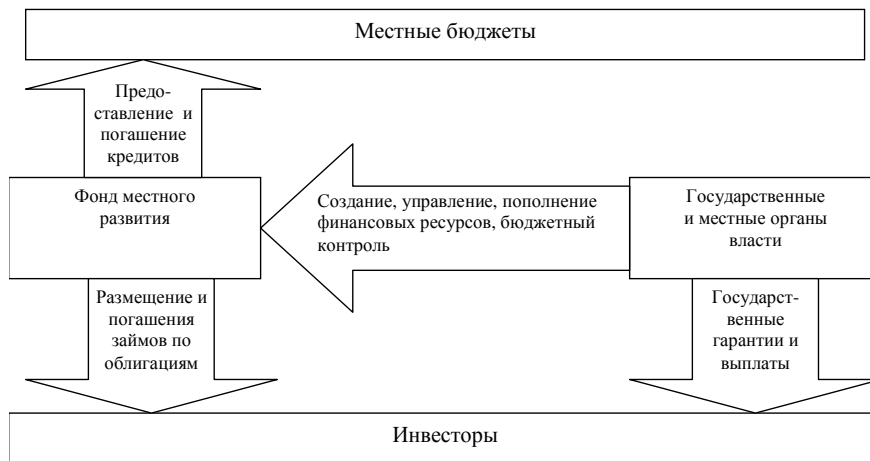 Местные бюджеты
Предо-
ставление и
погашение
кредитов
Фонд местного
развития
Создание, управление, пополнение
финансовых ресурсов, бюджетный
контроль
Государственные
и местные органы
власти
Размещение и
погашения
займов по
облигациям
Государст-
венные
гарантии и
выплаты
Инвесторы